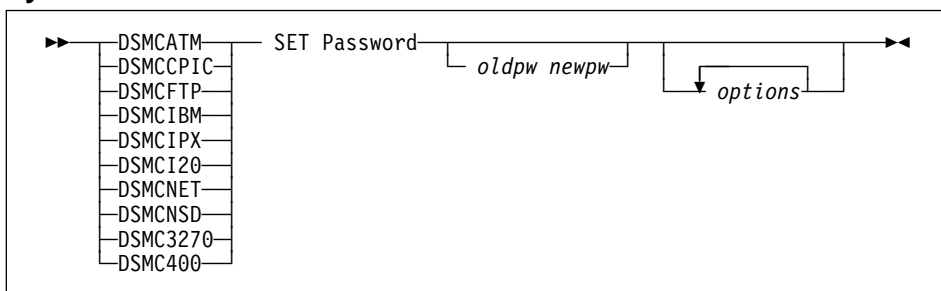 DSMCATM SET Password oldpw newpw options
DSMCCPIC
DSMCFTP
DSMCIBM
DSMCIPX
DSMCI20
DSMCNET
DSMCNSD
DSMC3270
DSMC400